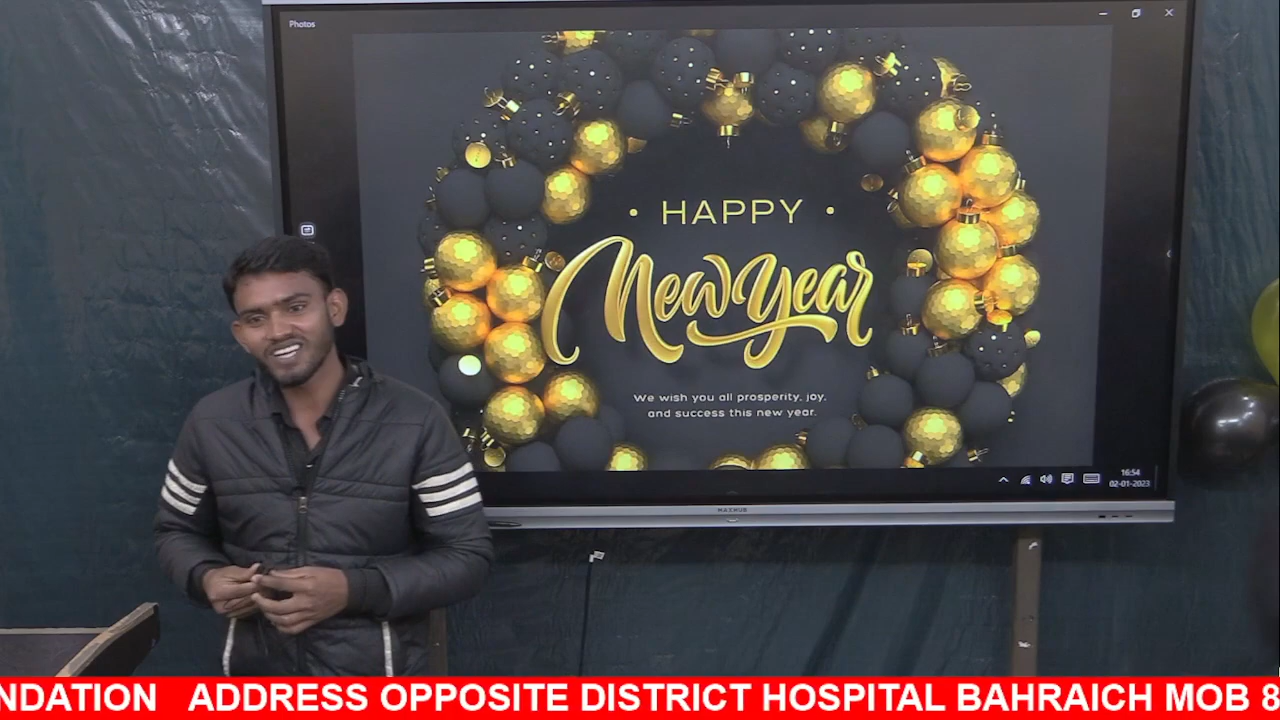 Photos
• HAPPY •
New Year
We wish you all prosperity, joy,
and success this new year.
16:54
02-01-2023
MAXHUB
NDATION ADDRESS OPPOSITE DISTRICT HOSPITAL BAHRAICH MOB 8